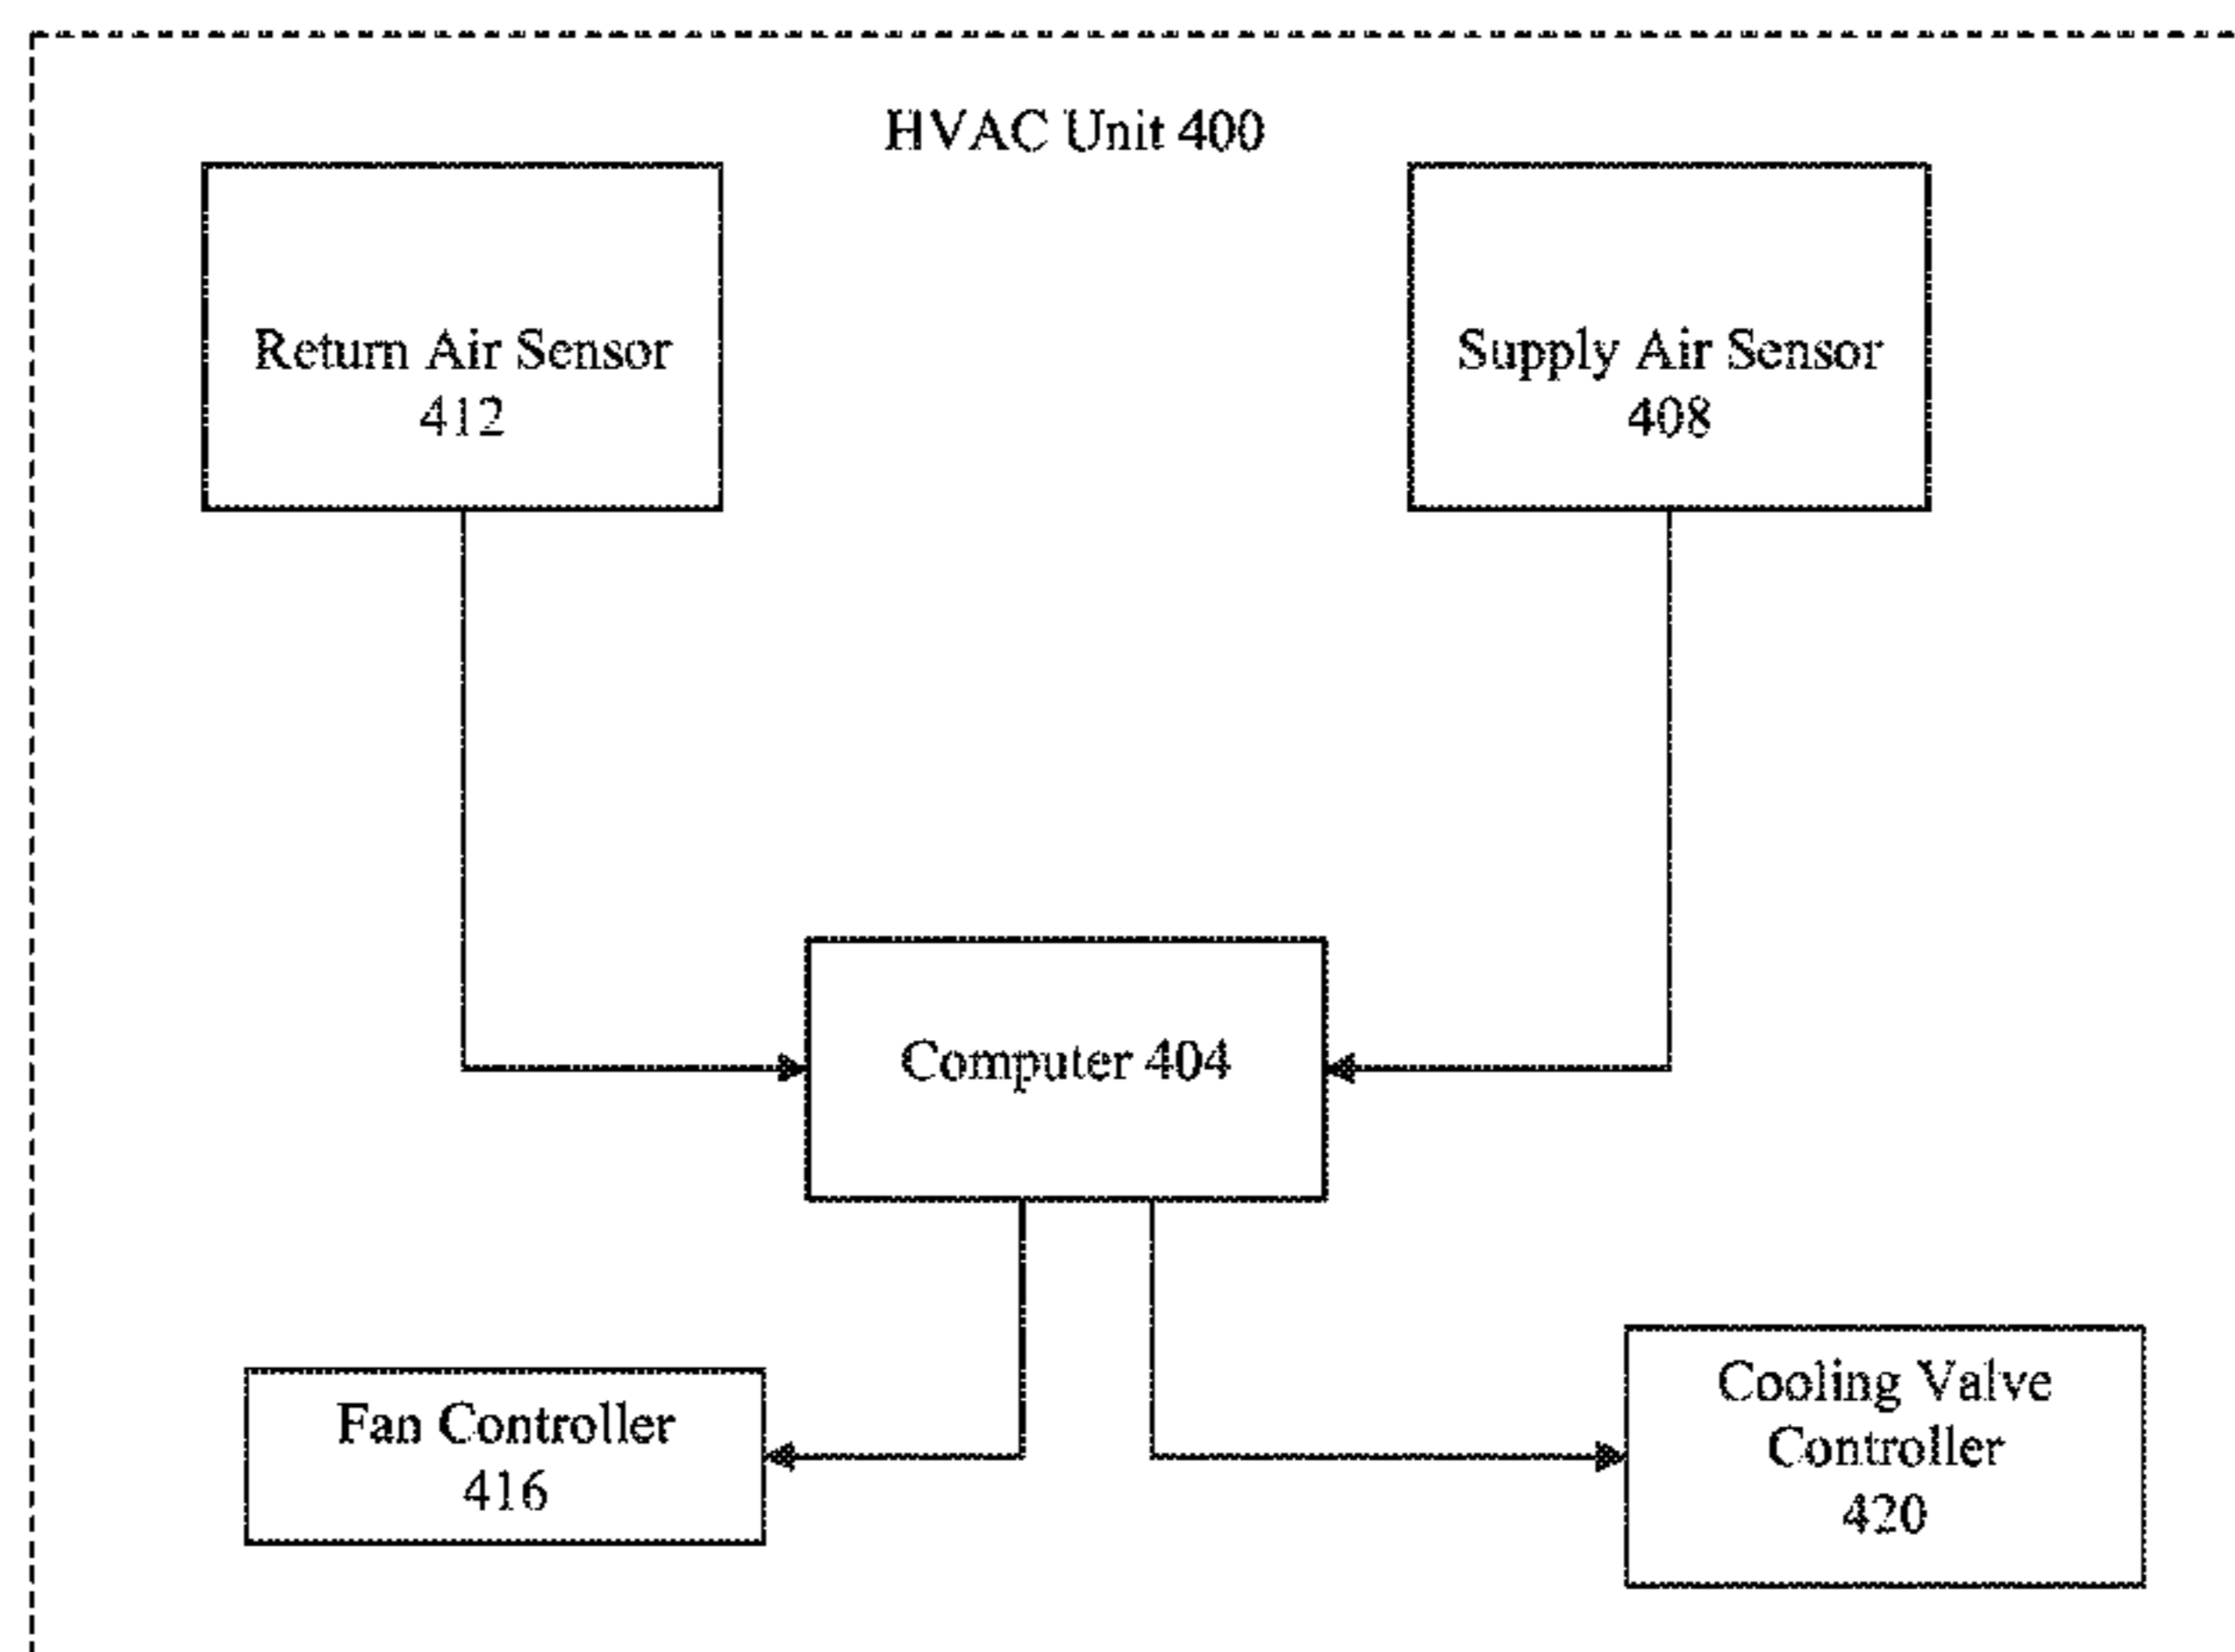 HVAC Unit 400
Return Air Sensor
412
Supply Air Sensor
408
Computer 404
Fan Controller
416
Cooling Valve
Controller
420